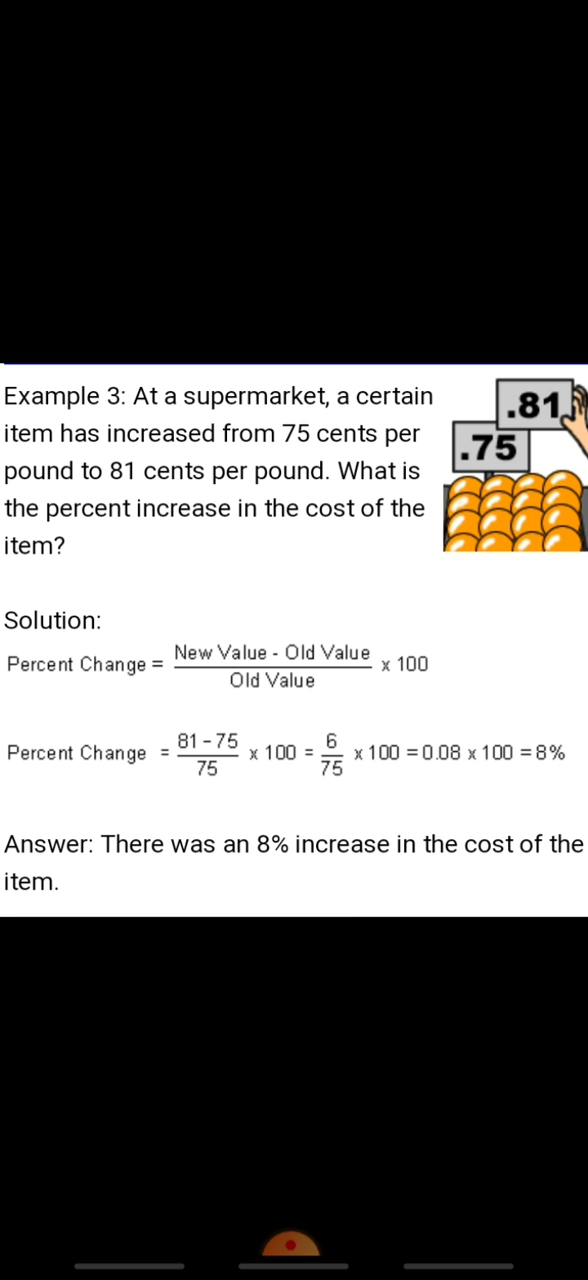 Example 3: At a supermarket, a certain
item has increased from 75 cents per
pound to 81 cents per pound. What is
the percent increase in the cost of the
item?
.81
.75
Solution:
Percent Change = New Value - Old Value / Old Value x 100
Percent Change = 81 - 75 / 75 x 100 = 6 / 75 x 100 = 0.08 x 100 = 8%
Answer: There was an 8% increase in the cost of the
item.